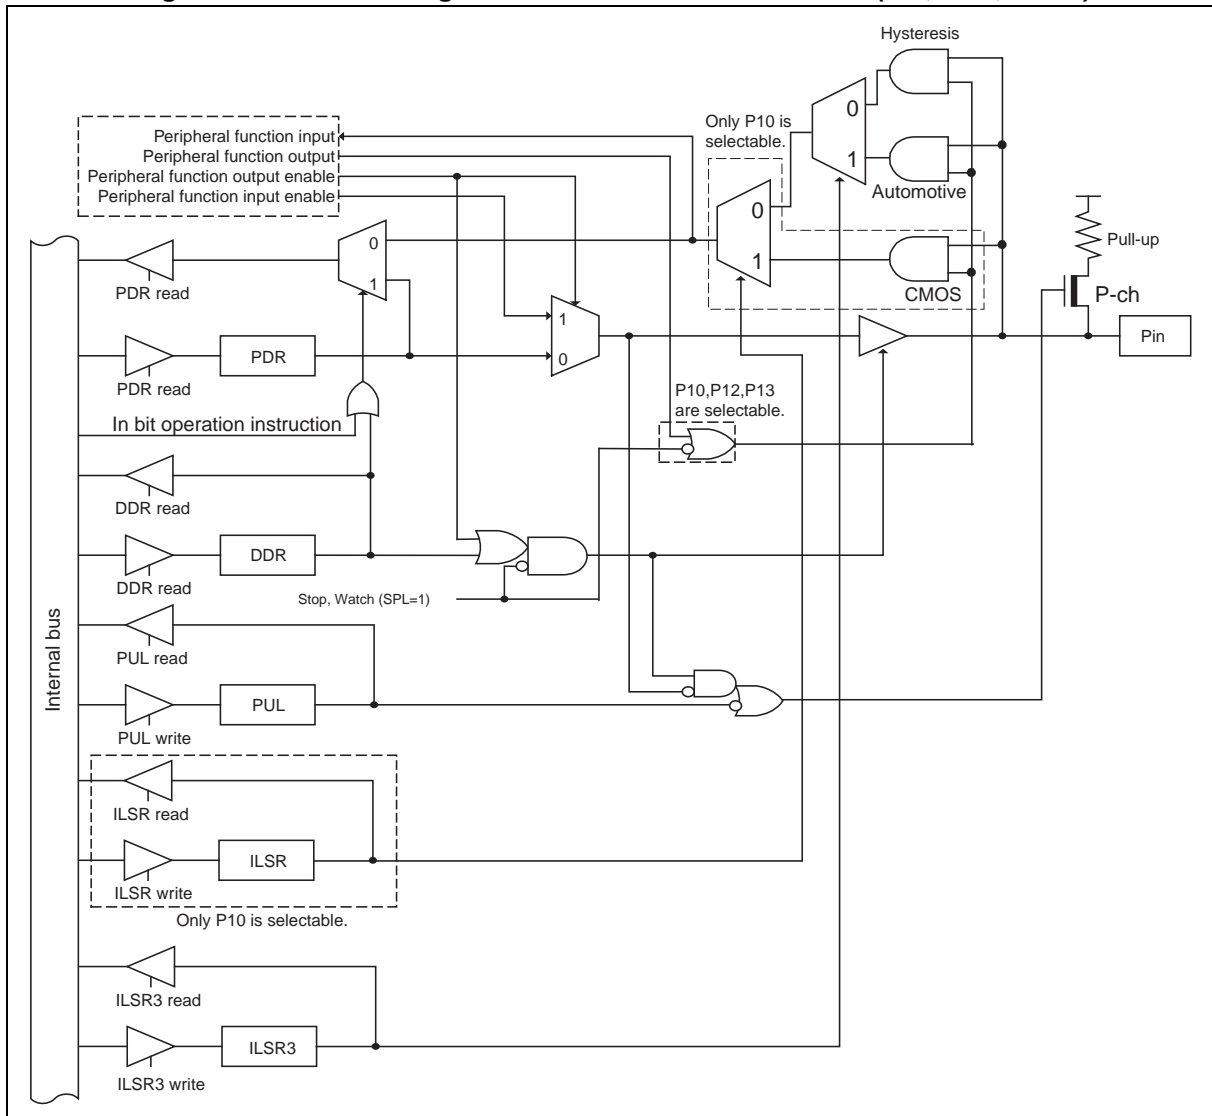 Hysteresis
0
Only P10 is
selectable.
Peripheral function input
Peripheral function output
Peripheral function output enable
Peripheral function input enable
1
Automotive
0
0
1
Pull-up
PDR read
1
CMOS
P-ch
1
PDR
0
Pin
PDR read
P10,P12,P13
are selectable.
In bit operation instruction
DDR read
DDR
DDR read
Stop, Watch (SPL=1)
Internal bus
PUL read
PUL
PUL write
ILSR read
ILSR
ILSR write
Only P10 is selectable.
ILSR3 read
ILSR3
ILSR3 write